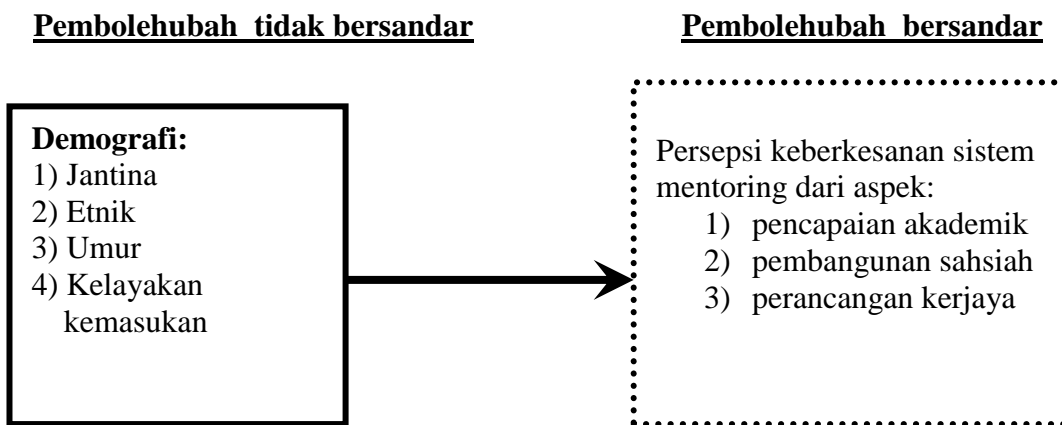 Pembolehubah tidak bersandar
Pembolehubah bersandar
Demografi:
1) Jantina
2) Etnik
3) Umur
4) Kelayakan
kemasukan
Persepsi keberkesanan sistem
mentoring dari aspek:
1) pencapaian akademik
2) pembangunan sahsiah
3) perancangan kerjaya